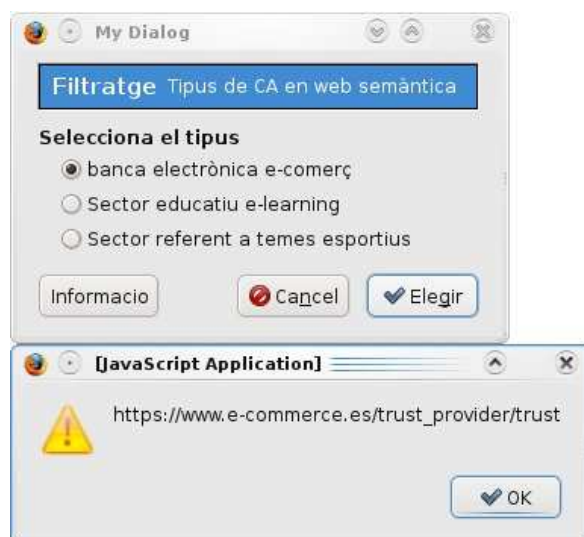 My Dialog
Filtratge Tipus de CA en web semàntica
Selecciona el tipus
banca electrònica e-comerç
Sector educatiu e-learning
Sector referent a temes esportius
Informacio Cancel Elegir
[JavaScript Application]
https://www.e-commerce.es/trust_provider/trust
OK